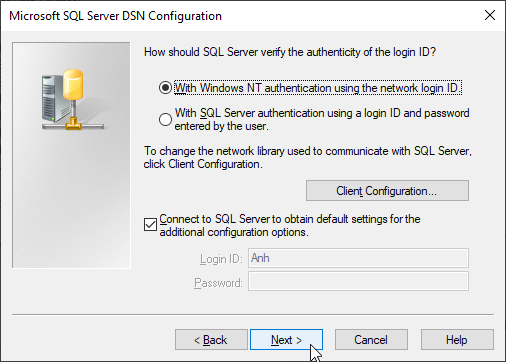 Microsoft SQL Server DSN Configuration
How should SQL Server verify the authenticity of the login ID?
With Windows NT authentication using the network login ID.
With SQL Server authentication using a login ID and password
entered by the user.
To change the network library used to communicate with SQL Server,
click Client Configuration.
Client Configuration...
Connect to SQL Server to obtain default settings for the
additional configuration options.
Login ID: Anh
Password:
< Back Next > Cancel Help